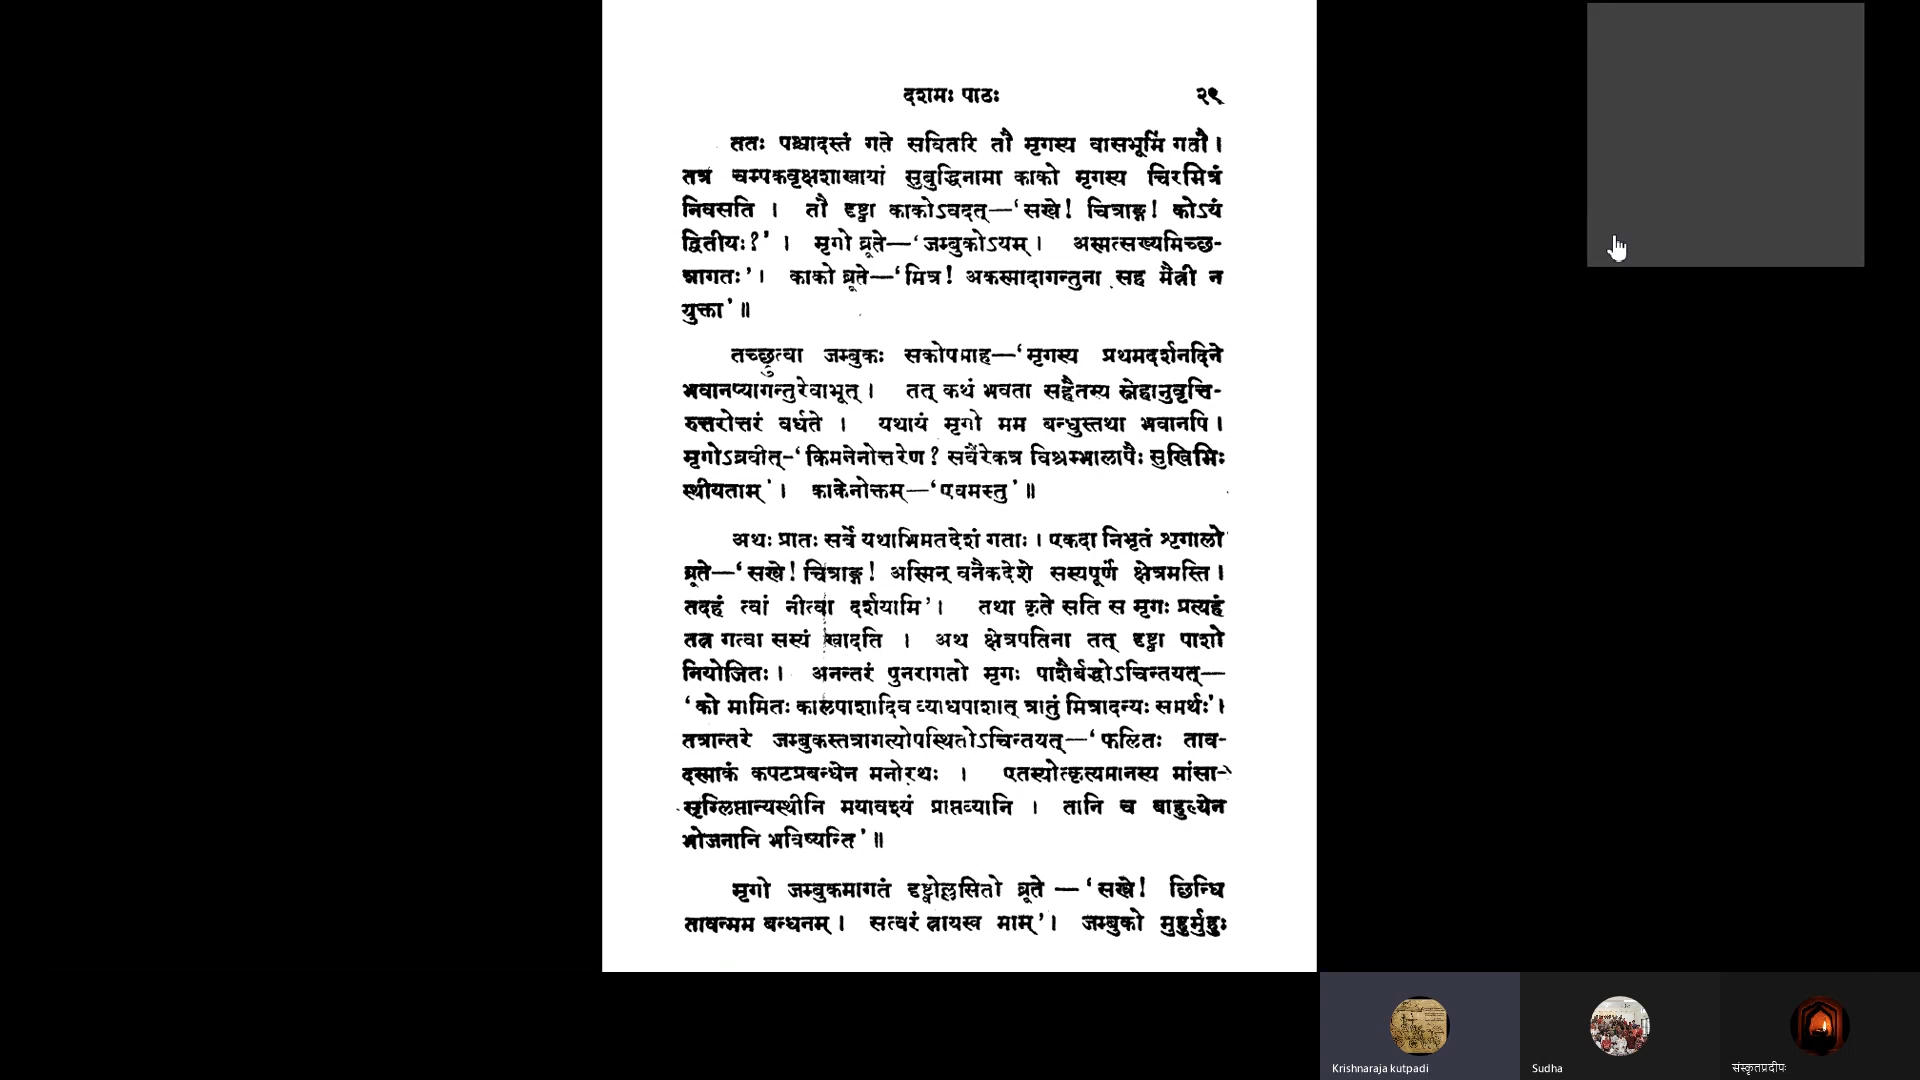 दशमः पाठः २९
ततः पश्चादस्तं गते सवितरि तौ मृगस्य वासभूमिं गतौ ।
तत्र चम्पकवृक्षशाखायां सुबुद्धिनामा काको मृगस्य चिरमित्रं
निवसति । तौ दृष्ट्वा काकोऽवदत्—‘सखे! चित्राङ्ग! कोऽयं
द्वितीयः?’ । मृगो ब्रूते—‘जम्बुकोऽयम् । अस्मत्सख्यमिच्छ-
न्नागतः’ । काको ब्रूते—‘मित्र! अकस्मादागन्तुना सह मैत्री न
युक्ता’ ॥
तच्छ्रुत्वा जम्बुकः सकोपमाह—‘मृगस्य प्रथमदर्शनदिने
भवानप्यागन्तुरेवाभूत् । तत् कथं भवता सहैतस्य स्नेहानुवृत्ति-
रुत्तरोत्तरं वर्धते । यथायं मृगो मम बन्धुस्तथा भवानपि ।
मृगोऽब्रवीत्-‘किमनेनोत्तरेण? सर्वैरेकत्र विश्रम्भालापैः सुखिभिः
स्थीयताम्’ । काकेनोक्तम्—‘एवमस्तु’ ॥
अथः प्रातः सर्वे यथाभिमतदेशं गताः । एकदा निभृतं शृगालो
ब्रूते—‘सखे! चित्राङ्ग! अस्मिन् वनैकदेशे सस्यपूर्णं क्षेत्रमस्ति ।
तदहं त्वां नीत्वा दर्शयामि’ । तथा कृते सति स मृगः प्रत्यहं
तत्र गत्वा सस्यं खादति । अथ क्षेत्रपतिना तत् दृष्ट्वा पाशो
नियोजितः । अनन्तरं पुनरागतो मृगः पाशैर्बद्धोऽचिन्तयत्—
‘को मामितः कालपाशादिव व्याधपाशात् त्रातुं मित्रादन्यः समर्थः’ ।
तत्रान्तरे जम्बुकस्तत्रागत्योपस्थितोऽचिन्तयत्—‘फलितः ताव-
दस्माकं कपटप्रबन्धेन मनोरथः । एतस्योत्कृत्यमानस्य मांसा-
सृग्लिप्तान्यस्थीनि मयावश्यं प्राप्तव्यानि । तानि च बाहुल्येन
भोजनानि भविष्यन्ति’ ॥
मृगो जम्बुकमागतं दृष्ट्वोल्लसितो ब्रूते —‘सखे! छिन्धि
तावन्मम बन्धनम् । सत्वरं त्रायस्व माम्’ । जम्बुको मुहुर्मुहुः
Krishnaraja kutpadi
Sudha
संस्कृतप्रदीपः